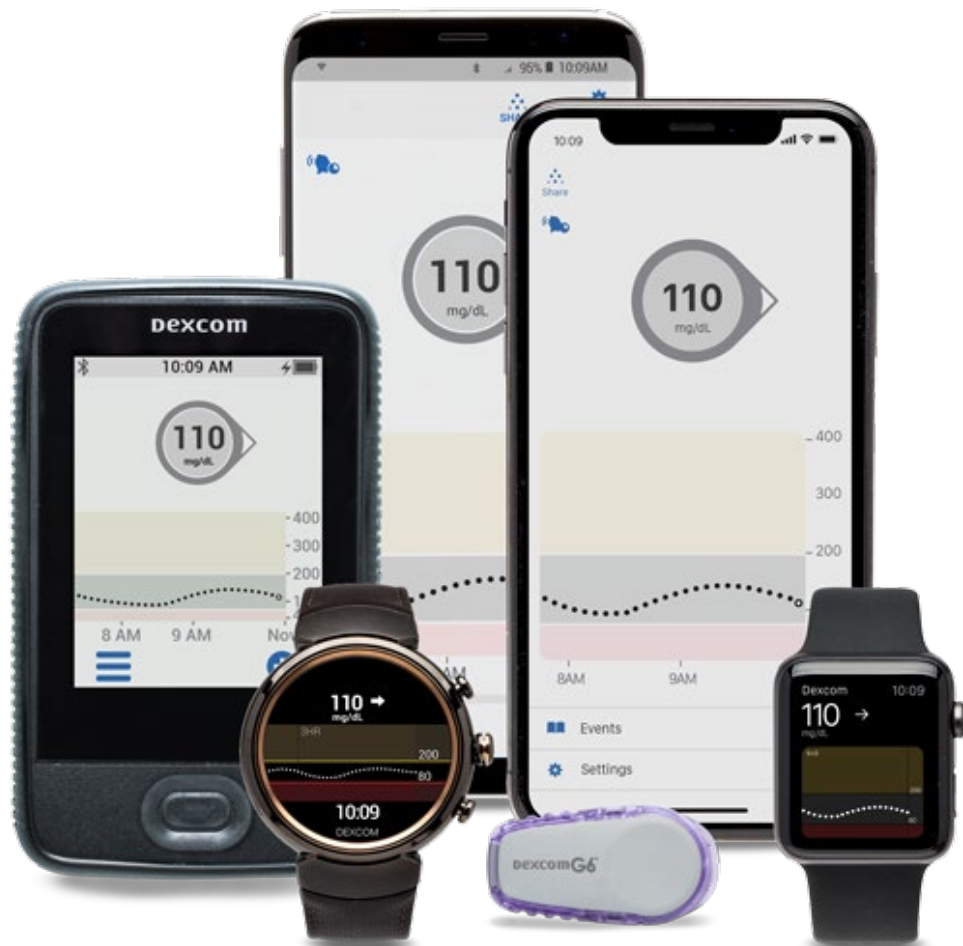 95% 10:09AM
110
mg/dL
10:09
Share
110
mg/dL
400
300
200
8AM
9AM
Events
Settings
Dexcom
10:09 AM
110
mg/dL
400
300
200
8 AM 9 AM Now
110
mg/dL
3HR
200
80
10:09
DEXCOM
Dexcom G6
Dexcom 10:09
110
mg/dL
200
80